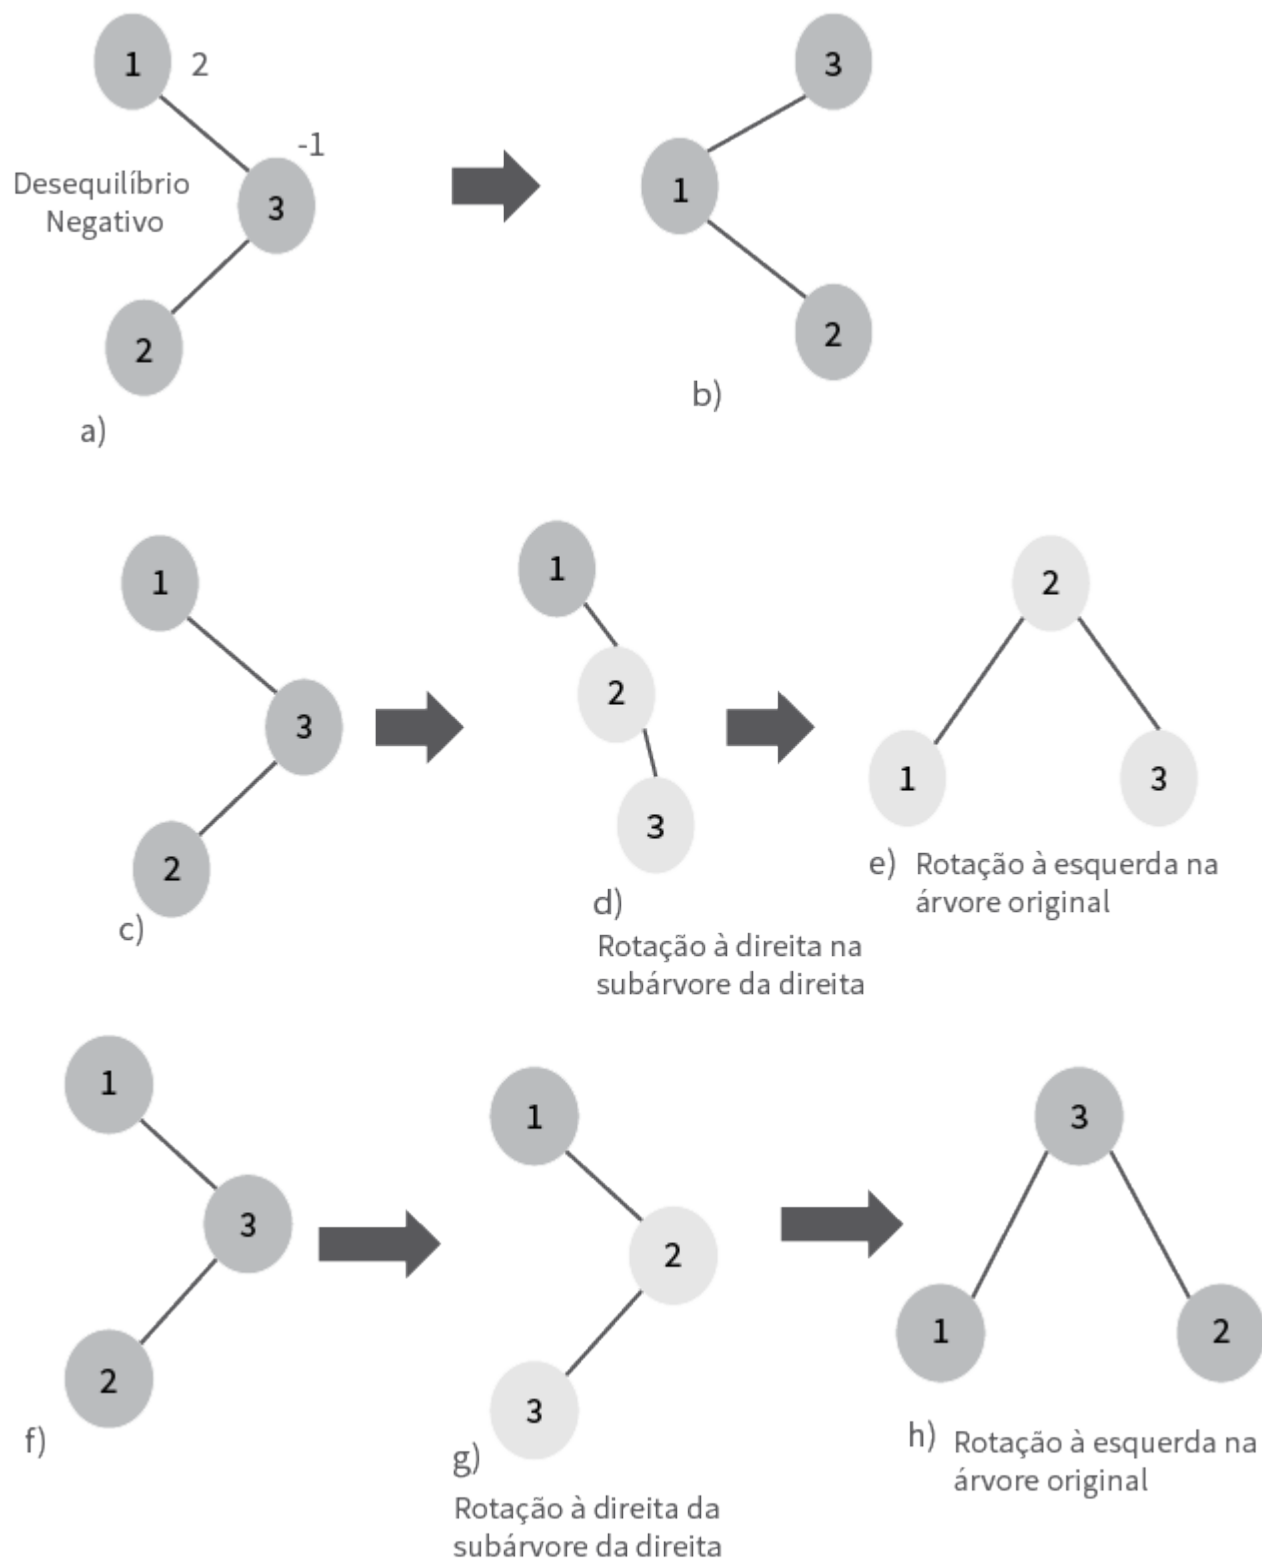 1 2
-1
Desequilíbrio
Negativo
3
2
a)
3
1
2
b)
1
3
2
c)
1
2
3
d)
Rotação à direita na
subárvore da direita
2
1 3
e) Rotação à esquerda na
árvore original
1
3
2
f)
1
2
3
g)
Rotação à direita da
subárvore da direita
3
1 2
h) Rotação à esquerda na
árvore original